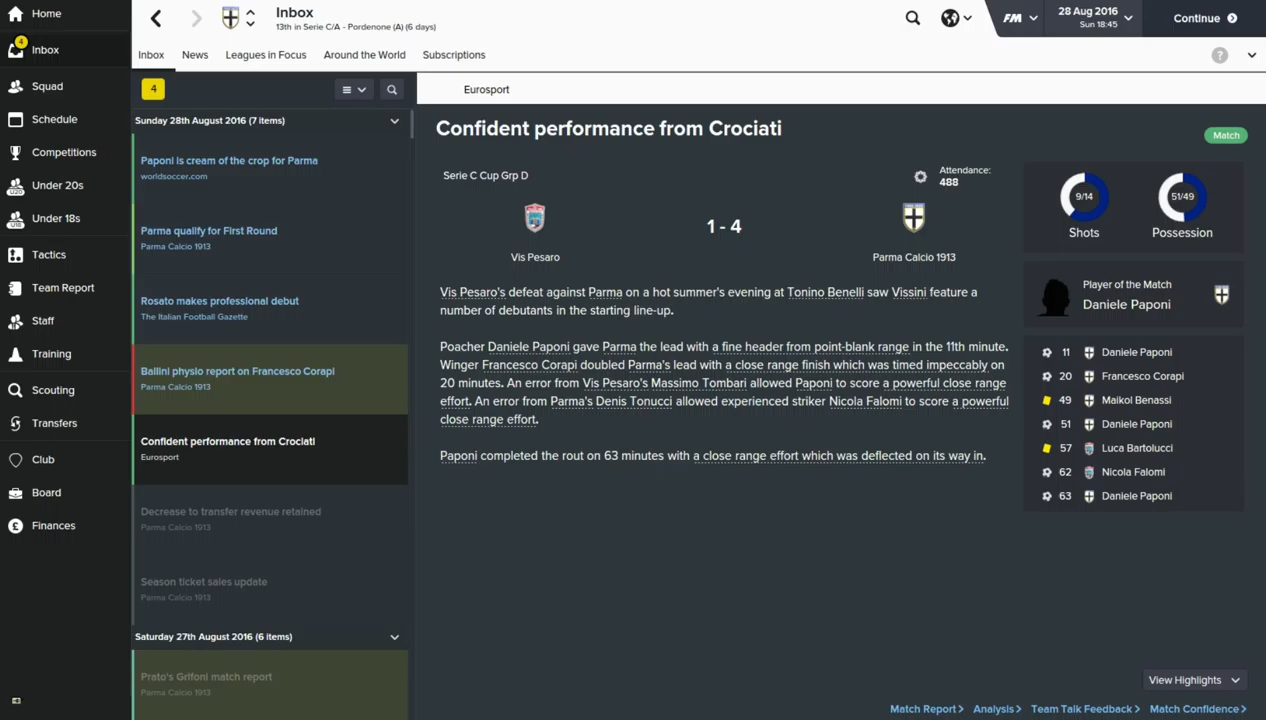 Home
4
Inbox
Squad
Schedule
Competitions
Under 20s
Under 18s
Tactics
Team Report
Staff
Training
Scouting
Transfers
Club
Board
Finances
Inbox
13th in Serie C/A - Pordenone (A) (6 days)
FM
28 Aug 2016
Sun 18:45
Continue
Inbox News Leagues in Focus Around the World Subscriptions
?
4
Sunday 28th August 2016 (7 items)
Paponi is cream of the crop for Parma
worldsoccer.com
Parma qualify for First Round
Parma Calcio 1913
Rosato makes professional debut
The Italian Football Gazette
Ballini physio report on Francesco Corapi
Parma Calcio 1913
Confident performance from Crociati
Eurosport
Decrease to transfer revenue retained
Parma Calcio 1913
Season ticket sales update
Parma Calcio 1913
Saturday 27th August 2016 (6 items)
Prato's Grifoni match report
Parma Calcio 1913
Eurosport
Confident performance from Crociati
Match
Serie C Cup Grp D
Attendance:
488
1 - 4
Vis Pesaro
Parma Calcio 1913
Vis Pesaro's defeat against Parma on a hot summer's evening at Tonino Benelli saw Vissini feature a
number of debutants in the starting line-up.
Poacher Daniele Paponi gave Parma the lead with a fine header from point-blank range in the 11th minute.
Winger Francesco Corapi doubled Parma's lead with a close range finish which was timed impeccably on
20 minutes. An error from Vis Pesaro's Massimo Tombari allowed Paponi to score a powerful close range
effort. An error from Parma's Denis Tonucci allowed experienced striker Nicola Falomi to score a powerful
close range effort.
Paponi completed the rout on 63 minutes with a close range effort which was deflected on its way in.
9/14
Shots
51/49
Possession
Player of the Match
Daniele Paponi
11 Daniele Paponi
20 Francesco Corapi
49 Maikol Benassi
51 Daniele Paponi
57 Luca Bartolucci
62 Nicola Falomi
63 Daniele Paponi
View Highlights
Match Report> Analysis> Team Talk Feedback> Match Confidence>